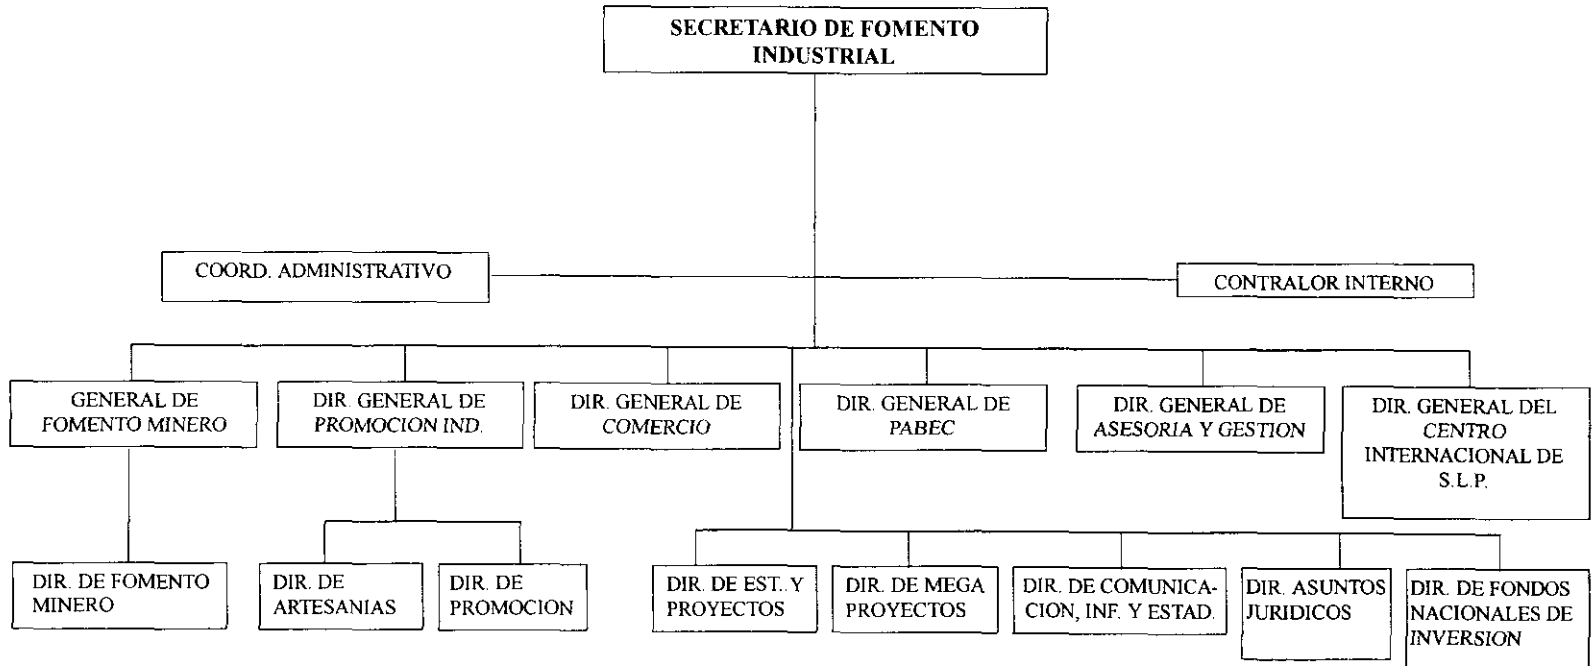 SECRETARIO DE FOMENTO
INDUSTRIAL
COORD. ADMINISTRATIVO
CONTRALOR INTERNO
GENERAL DE
FOMENTO MINERO
DIR. GENERAL DE
PROMOCION IND.
DIR. GENERAL DE
COMERCIO
DIR. GENERAL DE
PABEC
DIR. GENERAL DE
ASESORIA Y GESTION
DIR. GENERAL DEL
CENTRO
INTERNACIONAL DE
S.L.P.
DIR. DE FOMENTO
MINERO
DIR. DE
ARTESANIAS
DIR. DE
PROMOCION
DIR. DE EST.. Y
PROYECTOS
DIR. DE MEGA
PROYECTOS
DIR. DE COMUNICA-
CION, INF. Y ESTAD.
DIR. ASUNTOS
JURIDICOS
DIR. DE FONDOS
NACIONALES DE
INVERSION